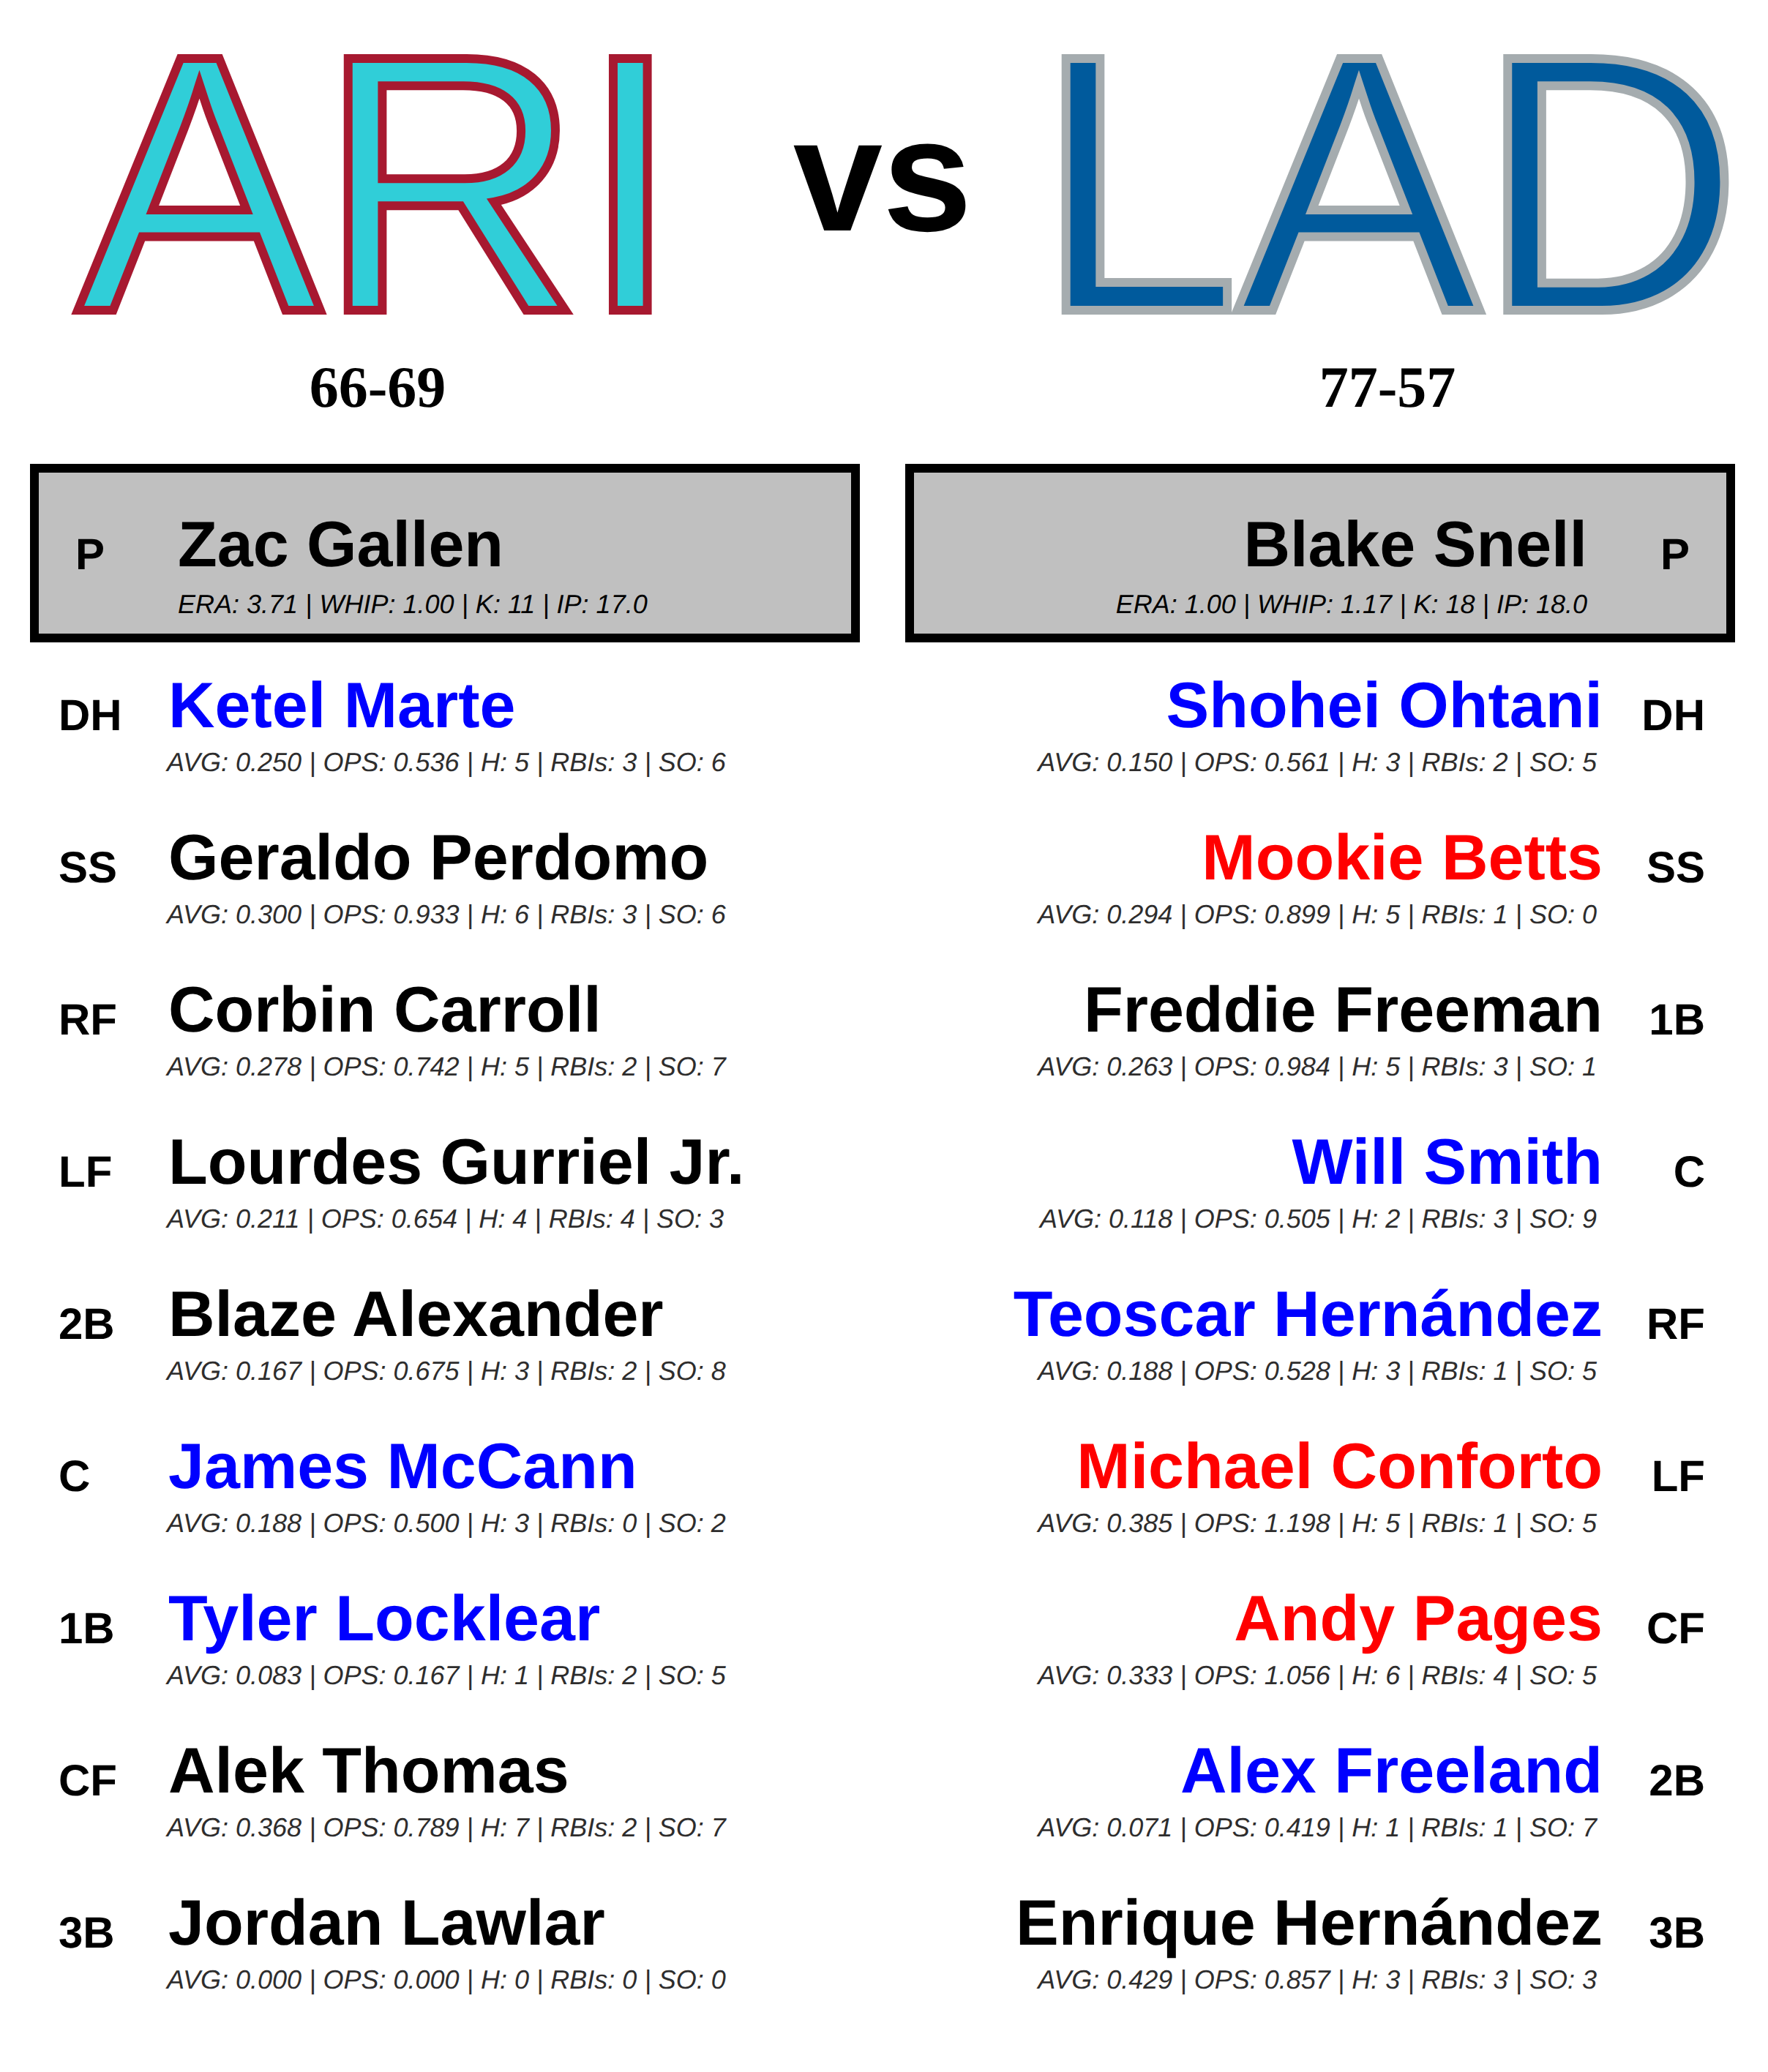 ARI vs LAD
66-69 77-57
P Zac Gallen
ERA: 3.71 | WHIP: 1.00 | K: 11 | IP: 17.0
Blake Snell P
ERA: 1.00 | WHIP: 1.17 | K: 18 | IP: 18.0
DH Ketel Marte
AVG: 0.250 | OPS: 0.536 | H: 5 | RBIs: 3 | SO: 6
SS Geraldo Perdomo
AVG: 0.300 | OPS: 0.933 | H: 6 | RBIs: 3 | SO: 6
RF Corbin Carroll
AVG: 0.278 | OPS: 0.742 | H: 5 | RBIs: 2 | SO: 7
LF Lourdes Gurriel Jr.
AVG: 0.211 | OPS: 0.654 | H: 4 | RBIs: 4 | SO: 3
2B Blaze Alexander
AVG: 0.167 | OPS: 0.675 | H: 3 | RBIs: 2 | SO: 8
C James McCann
AVG: 0.188 | OPS: 0.500 | H: 3 | RBIs: 0 | SO: 2
1B Tyler Locklear
AVG: 0.083 | OPS: 0.167 | H: 1 | RBIs: 2 | SO: 5
CF Alek Thomas
AVG: 0.368 | OPS: 0.789 | H: 7 | RBIs: 2 | SO: 7
3B Jordan Lawlar
AVG: 0.000 | OPS: 0.000 | H: 0 | RBIs: 0 | SO: 0
Shohei Ohtani DH
AVG: 0.150 | OPS: 0.561 | H: 3 | RBIs: 2 | SO: 5
Mookie Betts SS
AVG: 0.294 | OPS: 0.899 | H: 5 | RBIs: 1 | SO: 0
Freddie Freeman 1B
AVG: 0.263 | OPS: 0.984 | H: 5 | RBIs: 3 | SO: 1
Will Smith C
AVG: 0.118 | OPS: 0.505 | H: 2 | RBIs: 3 | SO: 9
Teoscar Hernández RF
AVG: 0.188 | OPS: 0.528 | H: 3 | RBIs: 1 | SO: 5
Michael Conforto LF
AVG: 0.385 | OPS: 1.198 | H: 5 | RBIs: 1 | SO: 5
Andy Pages CF
AVG: 0.333 | OPS: 1.056 | H: 6 | RBIs: 4 | SO: 5
Alex Freeland 2B
AVG: 0.071 | OPS: 0.419 | H: 1 | RBIs: 1 | SO: 7
Enrique Hernández 3B
AVG: 0.429 | OPS: 0.857 | H: 3 | RBIs: 3 | SO: 3